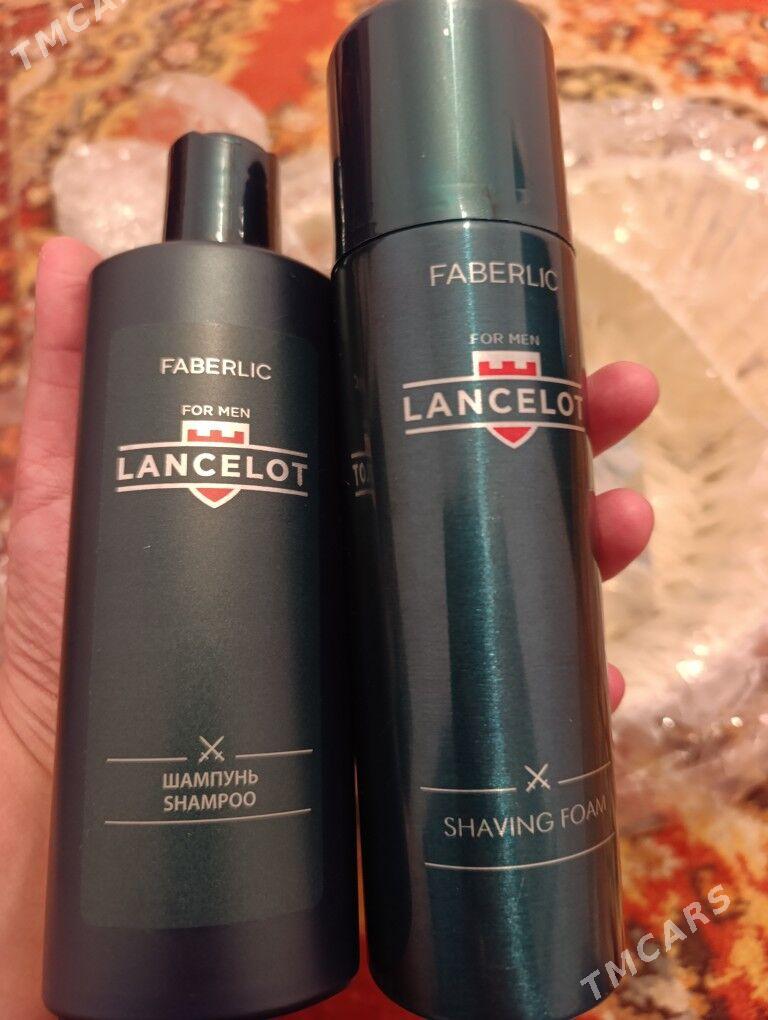 TMCARS
FABERLIC
FOR MEN
LANCELOT
ШАМПУНЬ
SHAMPOO
FABERLIC
FOR MEN
LANCELOT
SHAVING FOAM
TMCARS